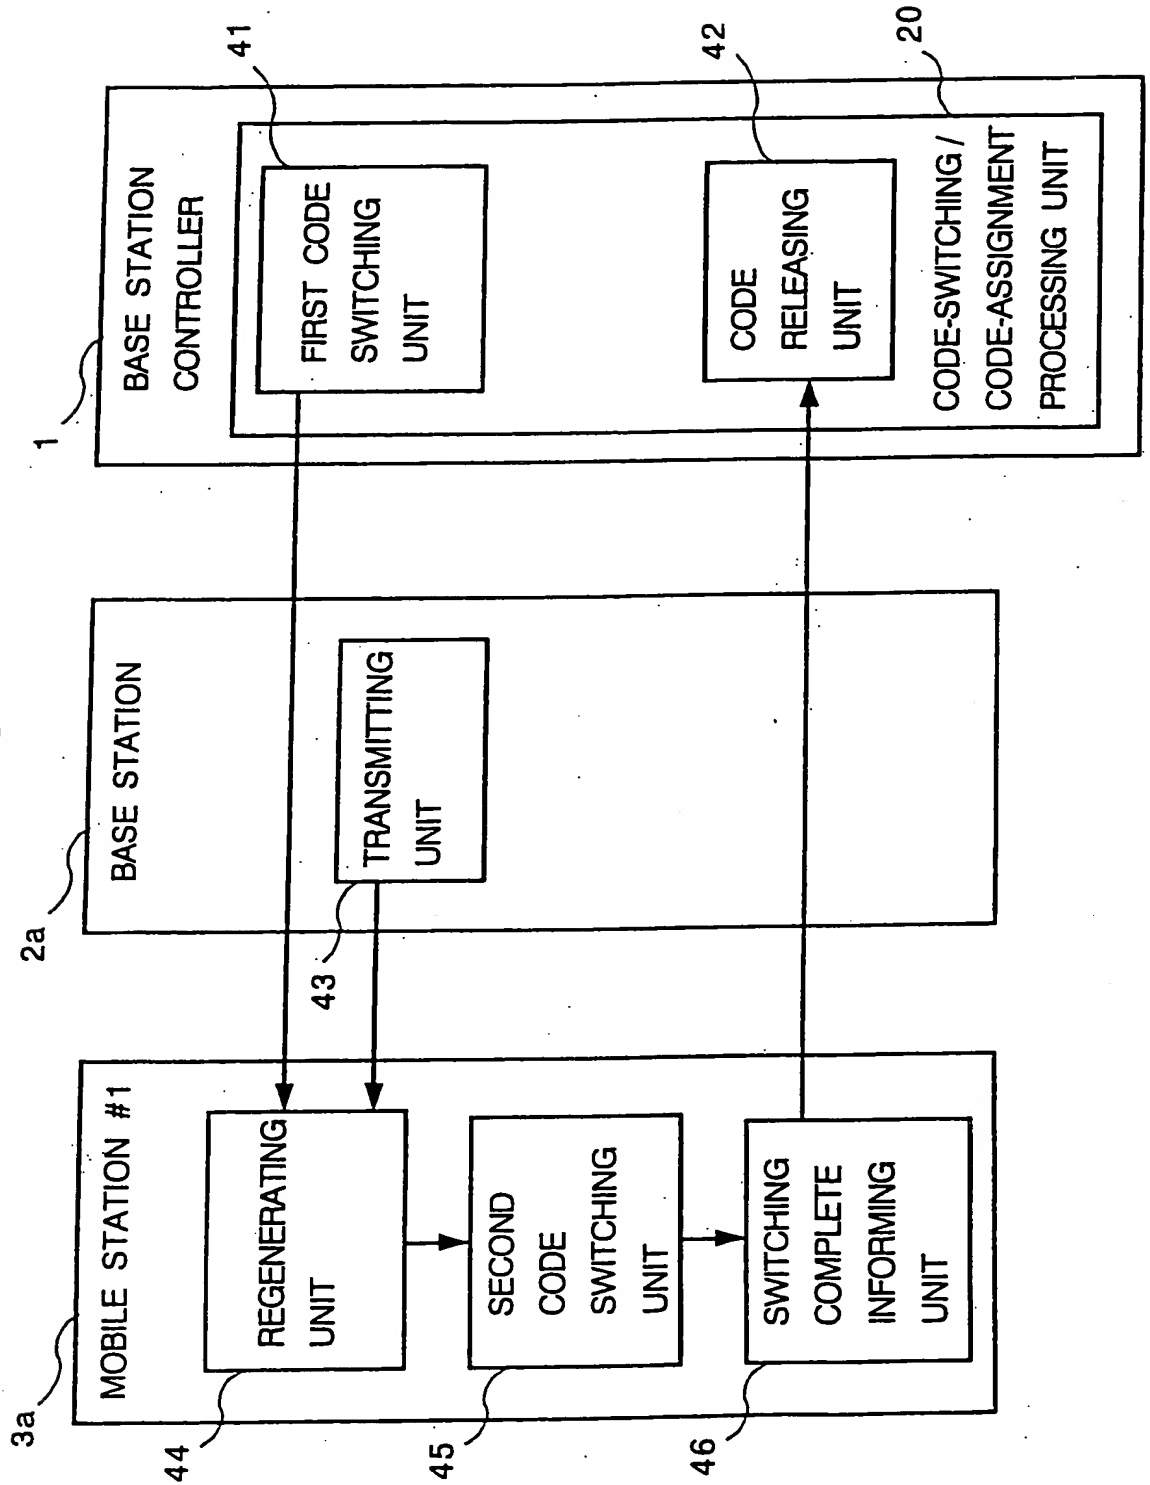 3a
MOBILE STATION #1
44
REGENERATING
UNIT
45
SECOND
CODE
SWITCHING
UNIT
46
SWITCHING
COMPLETE
INFORMING
UNIT
2a
BASE STATION
43
TRANSMITTING
UNIT
1
BASE STATION
CONTROLLER
41
FIRST CODE
SWITCHING
UNIT
42
CODE
RELEASING
UNIT
20
CODE-SWITCHING /
CODE-ASSIGNMENT
PROCESSING UNIT